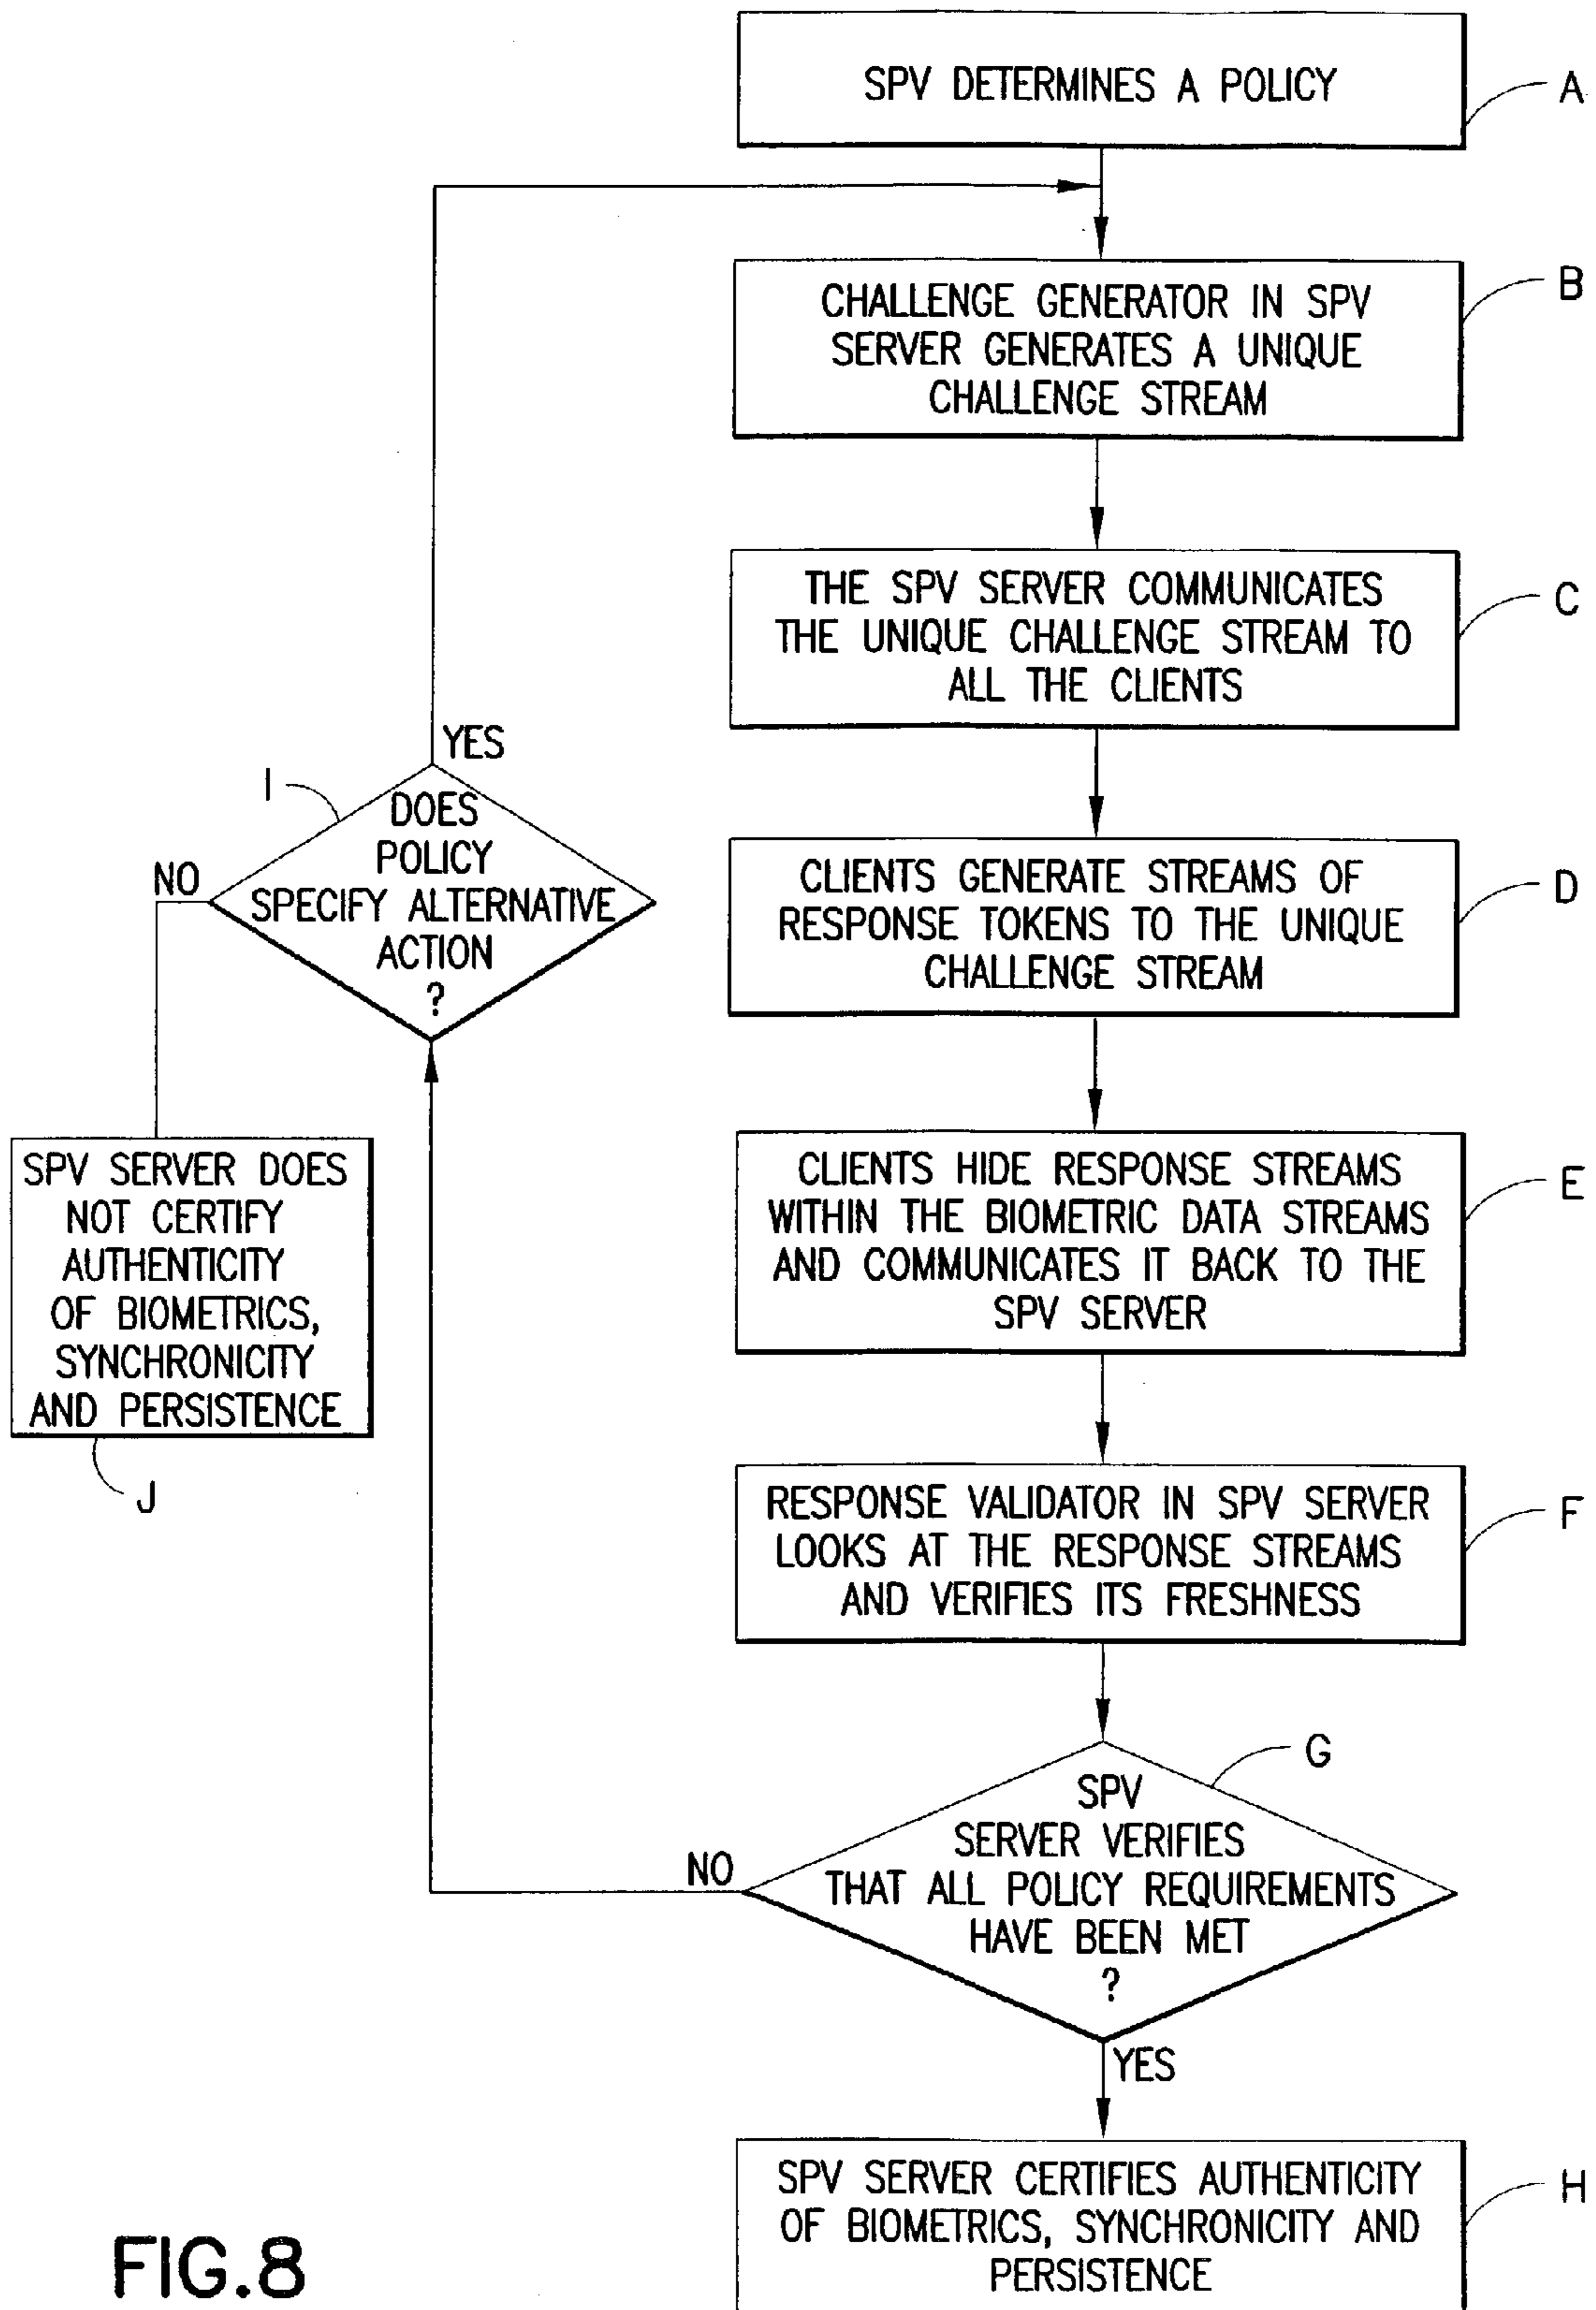 SPV DETERMINES A POLICY
A
CHALLENGE GENERATOR IN SPV
SERVER GENERATES A UNIQUE
CHALLENGE STREAM
B
THE SPV SERVER COMMUNICATES
THE UNIQUE CHALLENGE STREAM TO
ALL THE CLIENTS
C
CLIENTS GENERATE STREAMS OF
RESPONSE TOKENS TO THE UNIQUE
CHALLENGE STREAM
D
CLIENTS HIDE RESPONSE STREAMS
WITHIN THE BIOMETRIC DATA STREAMS
AND COMMUNICATES IT BACK TO THE
SPV SERVER
E
RESPONSE VALIDATOR IN SPV SERVER
LOOKS AT THE RESPONSE STREAMS
AND VERIFIES ITS FRESHNESS
F
SPV
SERVER VERIFIES
THAT ALL POLICY REQUIREMENTS
HAVE BEEN MET
?
G
NO
YES
SPV SERVER CERTIFIES AUTHENTICITY
OF BIOMETRICS, SYNCHRONICITY AND
PERSISTENCE
H
YES
I
DOES
POLICY
SPECIFY ALTERNATIVE
ACTION
?
NO
SPV SERVER DOES
NOT CERTIFY
AUTHENTICITY
OF BIOMETRICS,
SYNCHRONICITY
AND PERSISTENCE
J
FIG.8